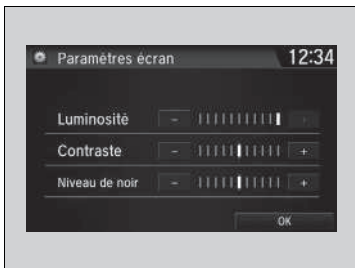 Paramètres écran 12:34
Luminosité - +
Contraste - +
Niveau de noir - +
OK